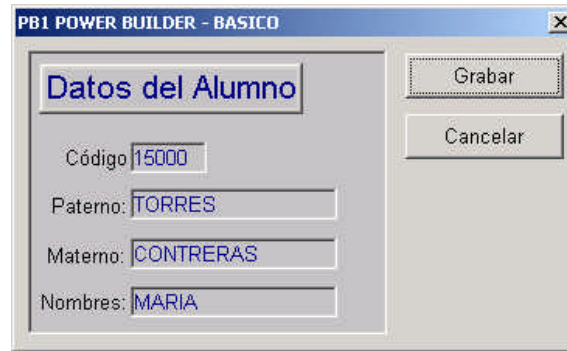 PB1 POWER BUILDER - BASICO
Datos del Alumno
Código 15000
Paterno: TORRES
Materno: CONTRERAS
Nombres: MARIA
Grabar
Cancelar